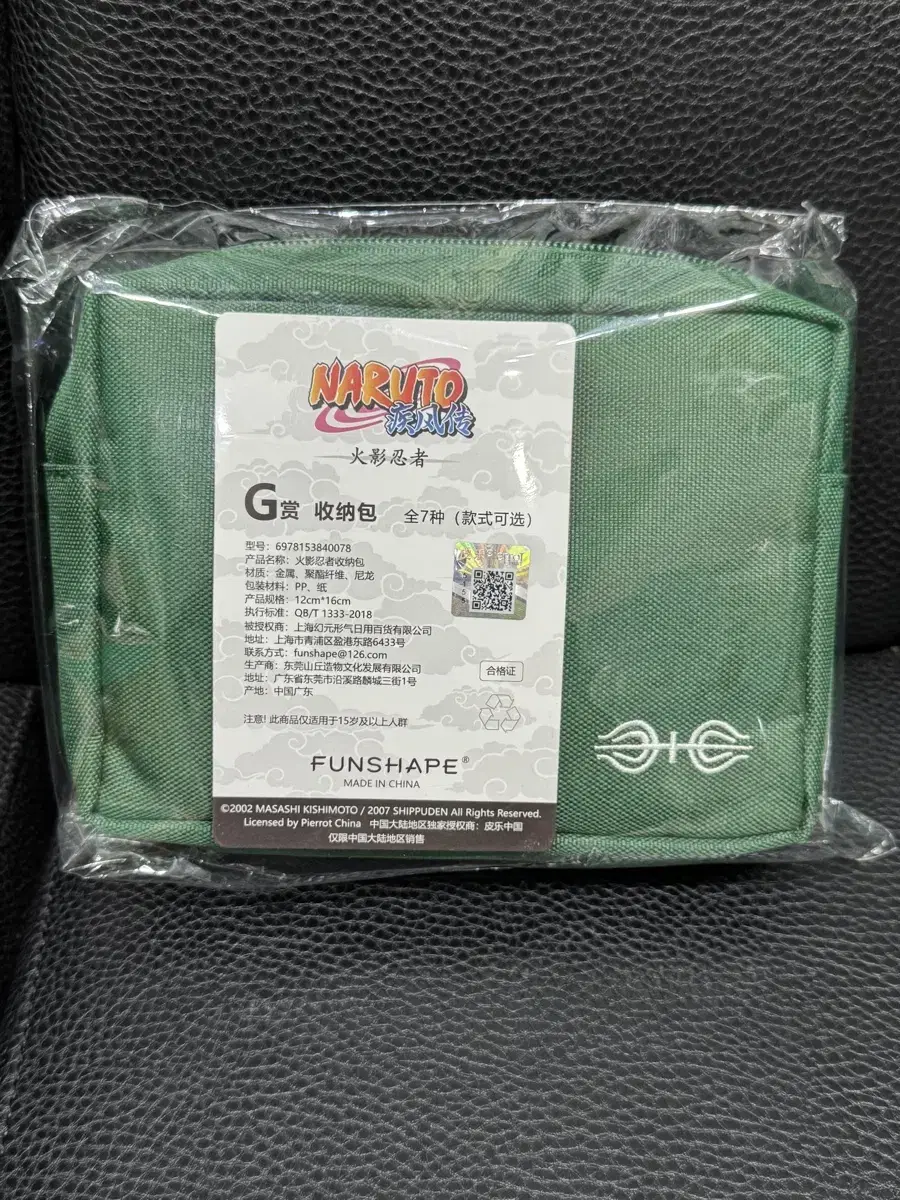 NARUTO
疾风传
火影忍者
G赏 收纳包 全7种（款式可选）
型号：6978153840078
产品名称：火影忍者收纳包
材质：金属、聚酯纤维、尼龙
包装材料：PP、纸
产品规格：12cm*16cm
执行标准：QB/T 1333-2018
被授权商：上海幻元形气日用百货有限公司
地址：上海市青浦区盈港东路6433号
联系方式：funshape@126.com
生产商：东莞山丘造物文化发展有限公司
地址：广东省东莞市沿溪路麟城三街1号
产地：中国广东
合格证
注意! 此商品仅适用于15岁及以上人群
FUNSHAPE®
MADE IN CHINA
©2002 MASASHI KISHIMOTO / 2007 SHIPPUDEN All Rights Reserved.
Licensed by Pierrot China 中国大陆地区独家授权商：皮乐中国
仅限中国大陆地区销售